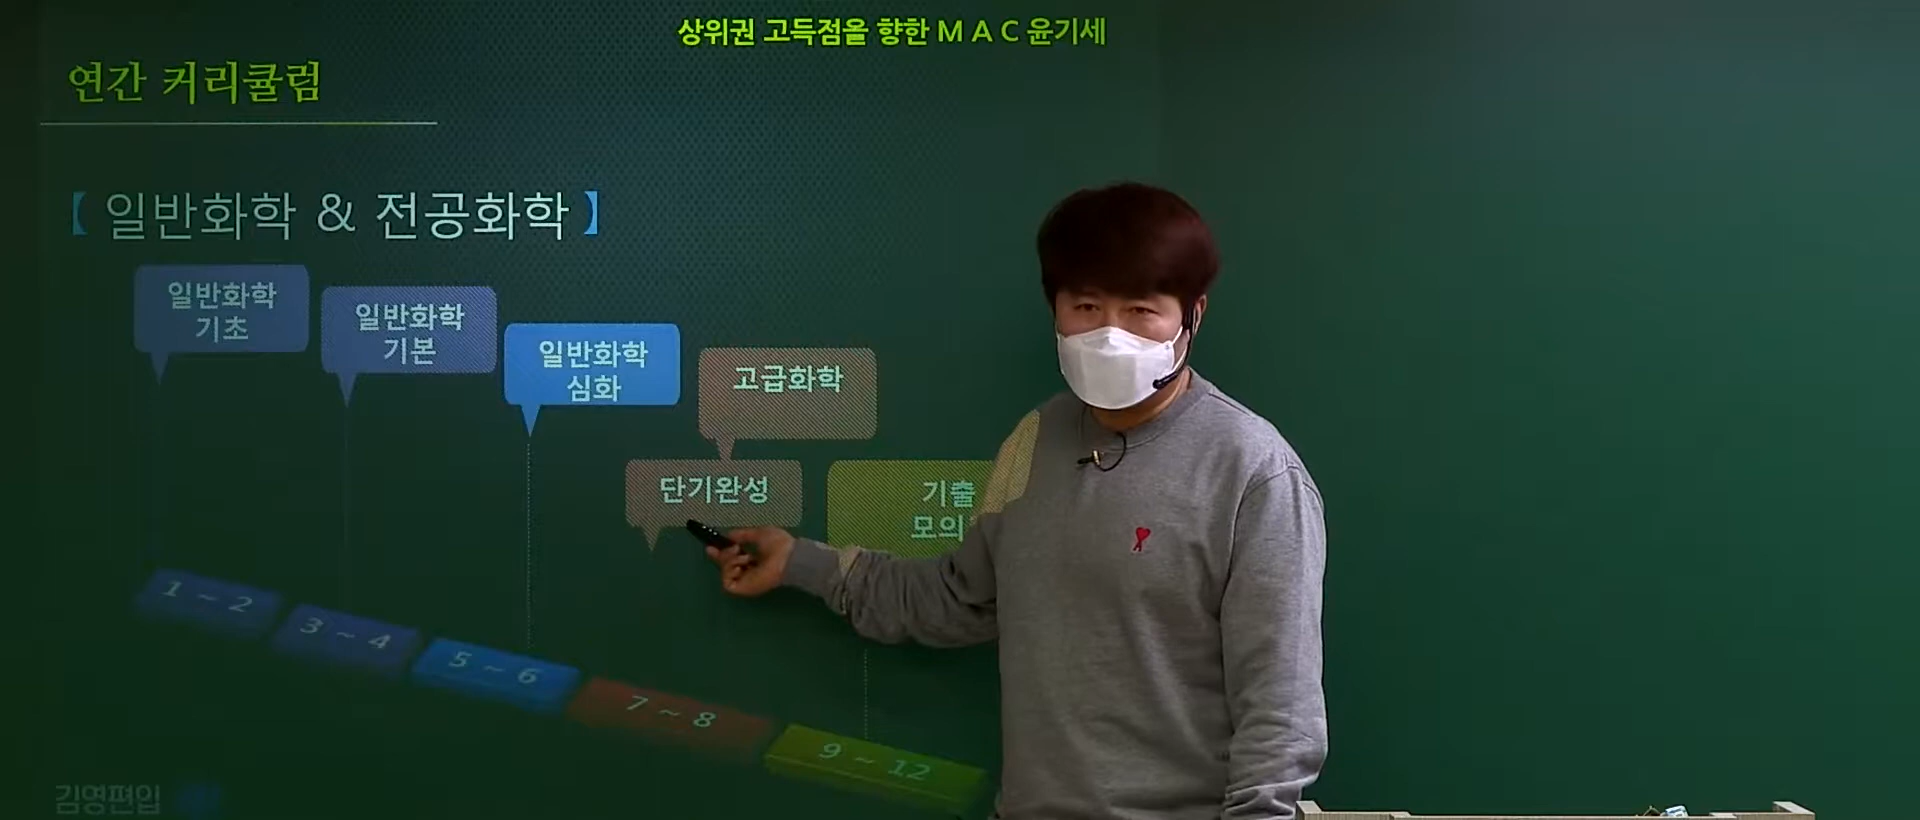 상위권 고득점을 향한 M A C 윤기세
연간 커리큘럼
【 일반화학 & 전공화학 】
일반화학
기초
일반화학
기본
일반화학
심화
고급화학
단기완성
기출
모의
1 ~ 2
3 ~ 4
5 ~ 6
7 ~ 8
9 ~ 12
김영편입